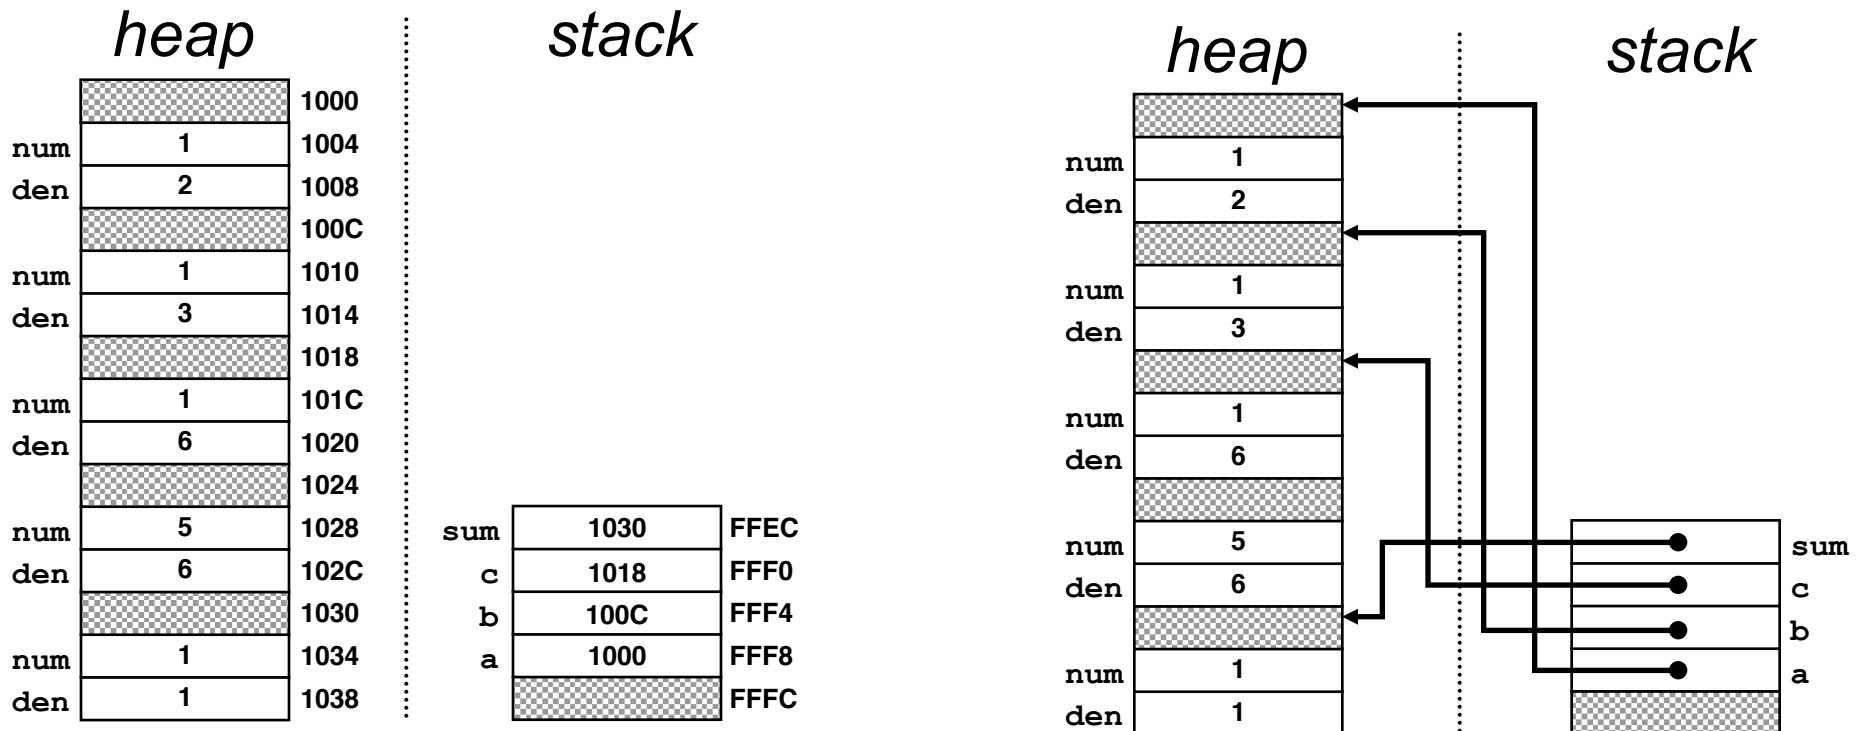 heap stack
1000
num 1 1004
den 2 1008
100C
num 1 1010
den 3 1014
1018
num 1 101C
den 6 1020
1024
num 5 1028
den 6 102C
1030
num 1 1034
den 1 1038
sum 1030 FFEC
c 1018 FFF0
b 100C FFF4
a 1000 FFF8
FFFC
heap stack
num 1
den 2
num 1
den 3
num 1
den 6
num 5
den 6
num 1
den 1
sum
c
b
a